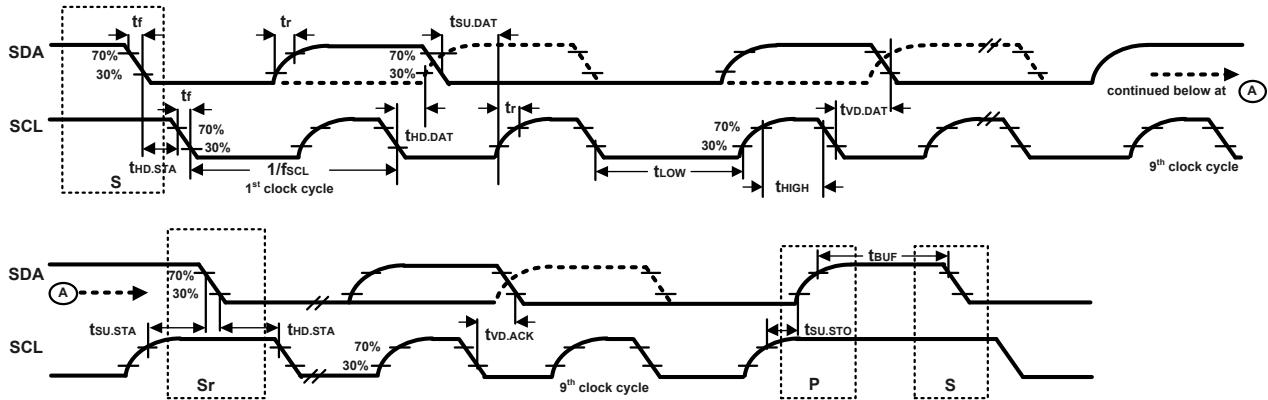 tf
tr
tSU.DAT
SDA
70%
30%
70%
30%
continued below at A
tf
tHD.DAT
tr
tVD.DAT
SCL
70%
30%
70%
30%
tHD.STA
1/fSCL
tLOW
tHIGH
S
1st clock cycle
9th clock cycle
tBUF
SDA
70%
30%
A
tSU.STA
tHD.STA
tVD.ACK
tSU.STO
SCL
70%
30%
Sr
9th clock cycle
P
S